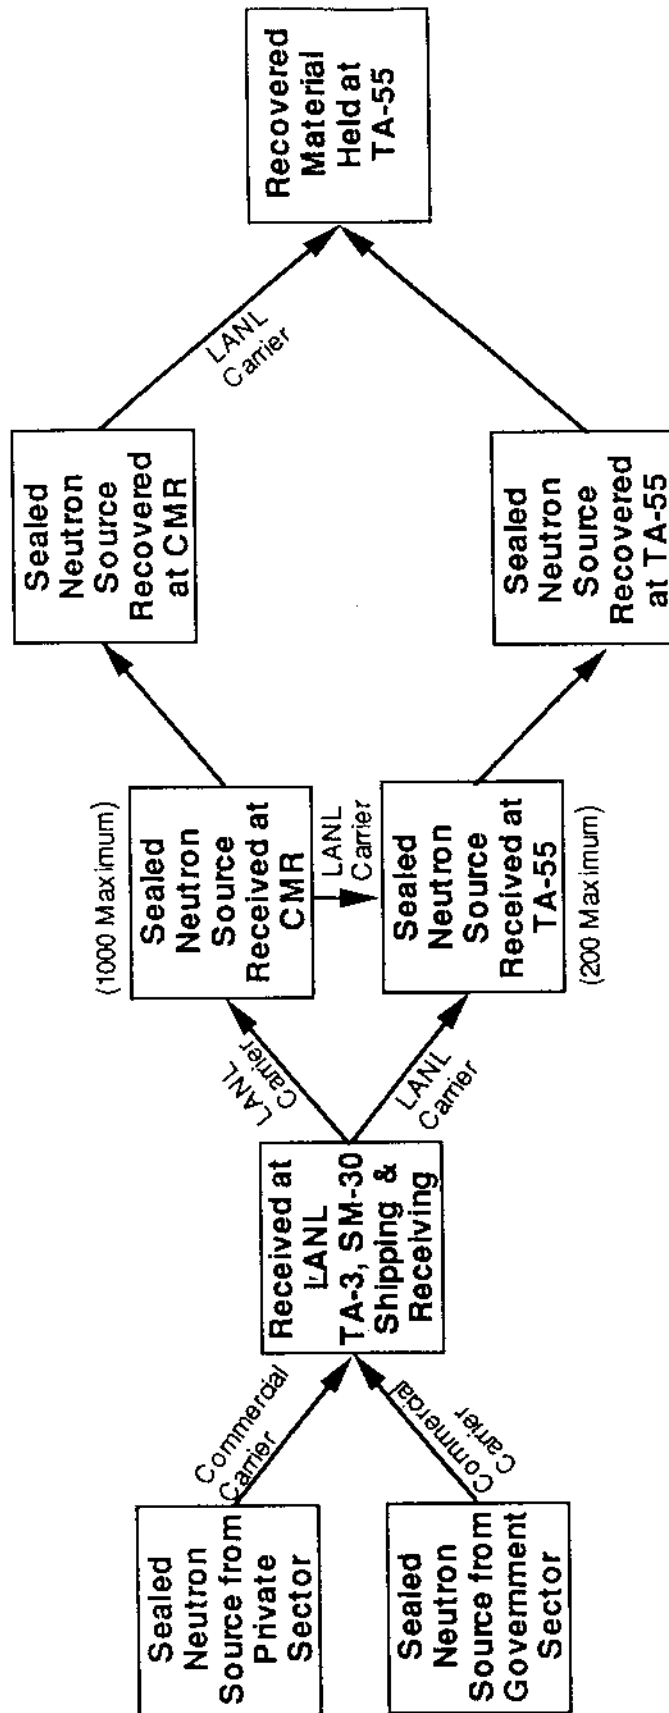 Sealed
Neutron
Source from
Private
Sector
Sealed
Neutron
Source from
Government
Sector
Commercial
Carrier
Commercial
Carrier
Received at
LANL
TA-3, SM-30
Shipping &
Receiving
LANL
Carrier
LANL
Carrier
(1000 Maximum)
Sealed
Neutron
Source
Received at
CMR
LANL
Carrier
Sealed
Neutron
Source
Received at
TA-55
(200 Maximum)
Sealed
Neutron
Source
Recovered
at CMR
Sealed
Neutron
Source
Recovered
at TA-55
LANL
Carrier
Recovered
Material
Held at
TA-55